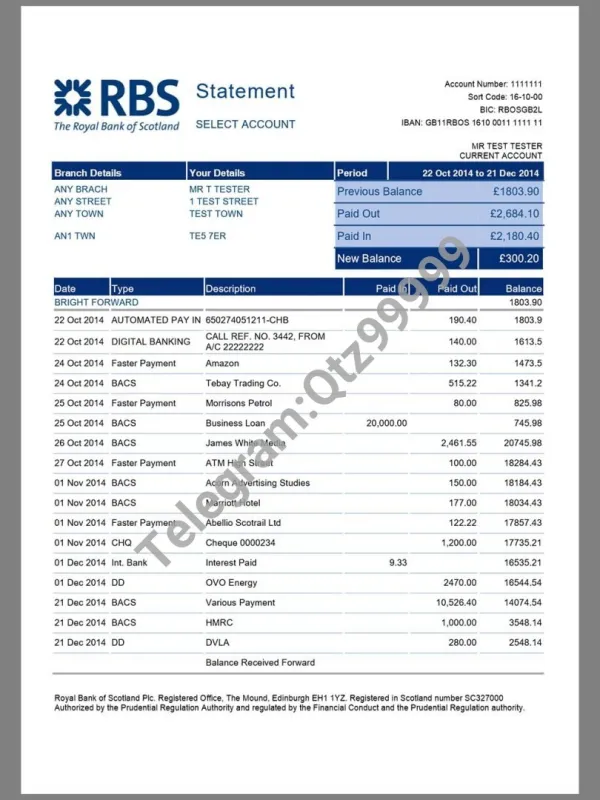 RBS
The Royal Bank of Scotland
Statement
SELECT ACCOUNT
Account Number: 1111111
Sort Code: 16-10-00
BIC: RBOSGB2L
IBAN: GB11RBOS 1610 0011 1111 11
MR TEST TESTER
CURRENT ACCOUNT
Branch Details Your Details Period 22 Oct 2014 to 21 Dec 2014
ANY BRACH MR T TESTER Previous Balance £1803.90
ANY STREET 1 TEST STREET
ANY TOWN TEST TOWN Paid Out £2,684.10
AN1 TWN TE5 7ER Paid In £2,180.40
New Balance £300.20
Date Type Description Paid In Paid Out Balance
BRIGHT FORWARD 1803.90
22 Oct 2014 AUTOMATED PAY IN 650274051211-CHB 190.40 1803.9
22 Oct 2014 DIGITAL BANKING CALL REF. NO. 3442, FROM A/C 22222222 140.00 1613.5
24 Oct 2014 Faster Payment Amazon 132.30 1473.5
24 Oct 2014 BACS Tebay Trading Co. 515.22 1341.2
25 Oct 2014 Faster Payment Morrisons Petrol 80.00 825.98
25 Oct 2014 BACS Business Loan 20,000.00 745.98
26 Oct 2014 BACS James White Media 2,461.55 20745.98
27 Oct 2014 Faster Payment ATM High Street 100.00 18284.43
01 Nov 2014 BACS Acorn Advertising Studies 150.00 18184.43
01 Nov 2014 BACS Marriott Hotel 177.00 18034.43
01 Nov 2014 Faster Payment Abellio Scotrail Ltd 122.22 17857.43
01 Nov 2014 CHQ Cheque 0000234 1,200.00 17735.21
01 Dec 2014 Int. Bank Interest Paid 9.33 16535.21
01 Dec 2014 DD OVO Energy 2470.00 16544.54
21 Dec 2014 BACS Various Payment 10,526.40 14074.54
21 Dec 2014 BACS HMRC 1,000.00 3548.14
21 Dec 2014 DD DVLA 280.00 2548.14
Balance Received Forward
Telegram:Qtz99999
Royal Bank of Scotland Plc. Registered Office, The Mound, Edinburgh EH1 1YZ. Registered in Scotland number SC327000
Authorized by the Prudential Regulation Authority and regulated by the Financial Conduct and the Prudential Regulation authority.